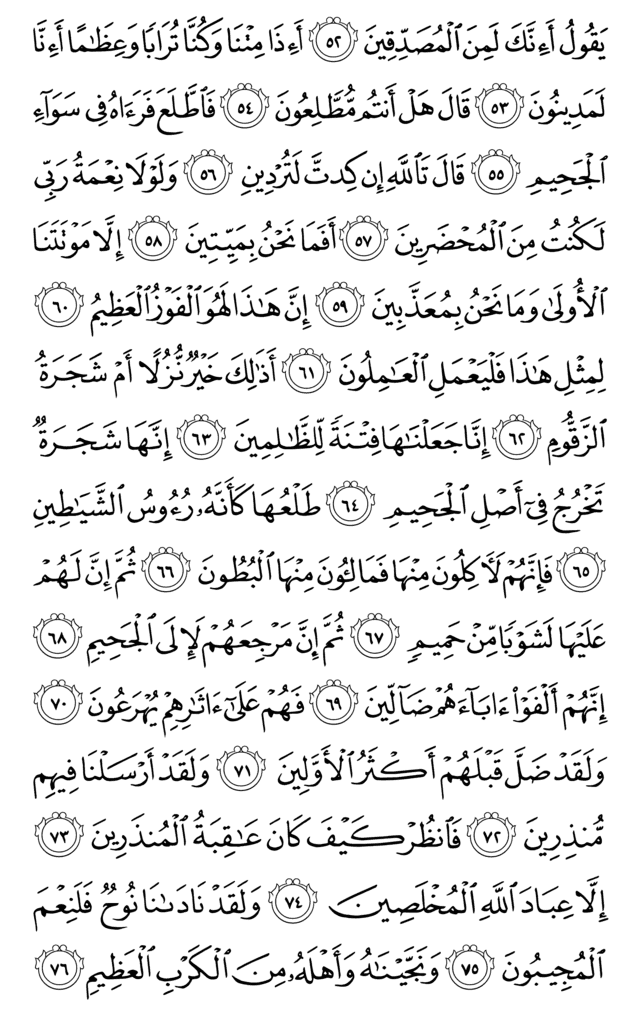 يَقُولُ أَءِنَّكَ لَمِنَ ٱلْمُصَدِّقِينَ ٥٢ أَءِذَا مِتْنَا وَكُنَّا تُرَابًا وَعِظَٰمًا أَءِنَّا
لَمَدِينُونَ ٥٣ قَالَ هَلْ أَنتُم مُّطَّلِعُونَ ٥٤ فَٱطَّلَعَ فَرَءَاهُ فِى سَوَآءِ
ٱلْجَحِيمِ ٥٥ قَالَ تَٱللَّهِ إِن كِدتَّ لَتُرْدِينِ ٥٦ وَلَوْلَا نِعْمَةُ رَبِّى
لَكُنتُ مِنَ ٱلْمُحْضَرِينَ ٥٧ أَفَمَا نَحْنُ بِمَيِّتِينَ ٥٨ إِلَّا مَوْتَتَنَا
ٱلْأُولَىٰ وَمَا نَحْنُ بِمُعَذَّبِينَ ٥٩ إِنَّ هَٰذَا لَهُوَ ٱلْفَوْزُ ٱلْعَظِيمُ ٦٠
لِمِثْلِ هَٰذَا فَلْيَعْمَلِ ٱلْعَٰمِلُونَ ٦١ أَذَٰلِكَ خَيْرٌ نُّزُلًا أَمْ شَجَرَةُ
ٱلزَّقُّومِ ٦٢ إِنَّا جَعَلْنَٰهَا فِتْنَةً لِّلظَّٰلِمِينَ ٦٣ إِنَّهَا شَجَرَةٌ
تَخْرُجُ فِىٓ أَصْلِ ٱلْجَحِيمِ ٦٤ طَلْعُهَا كَأَنَّهُۥ رُءُوسُ ٱلشَّيَٰطِينِ
٦٥ فَإِنَّهُمْ لَءَاكِلُونَ مِنْهَا فَمَالِـُٔونَ مِنْهَا ٱلْبُطُونَ ٦٦ ثُمَّ إِنَّ لَهُمْ
عَلَيْهَا لَشَوْبًا مِّنْ حَمِيمٍ ٦٧ ثُمَّ إِنَّ مَرْجِعَهُمْ لَإِلَى ٱلْجَحِيمِ ٦٨
إِنَّهُمْ أَلْفَوْا۟ ءَابَآءَهُمْ ضَآلِّينَ ٦٩ فَهُمْ عَلَىٰٓ ءَاثَٰرِهِمْ يُهْرَعُونَ ٧٠
وَلَقَدْ ضَلَّ قَبْلَهُمْ أَكْثَرُ ٱلْأَوَّلِينَ ٧١ وَلَقَدْ أَرْسَلْنَا فِيهِم
مُّنذِرِينَ ٧٢ فَٱنظُرْ كَيْفَ كَانَ عَٰقِبَةُ ٱلْمُنذَرِينَ ٧٣
إِلَّا عِبَادَ ٱللَّهِ ٱلْمُخْلَصِينَ ٧٤ وَلَقَدْ نَادَىٰنَا نُوحٌ فَلَنِعْمَ
ٱلْمُجِيبُونَ ٧٥ وَنَجَّيْنَٰهُ وَأَهْلَهُۥ مِنَ ٱلْكَرْبِ ٱلْعَظِيمِ ٧٦